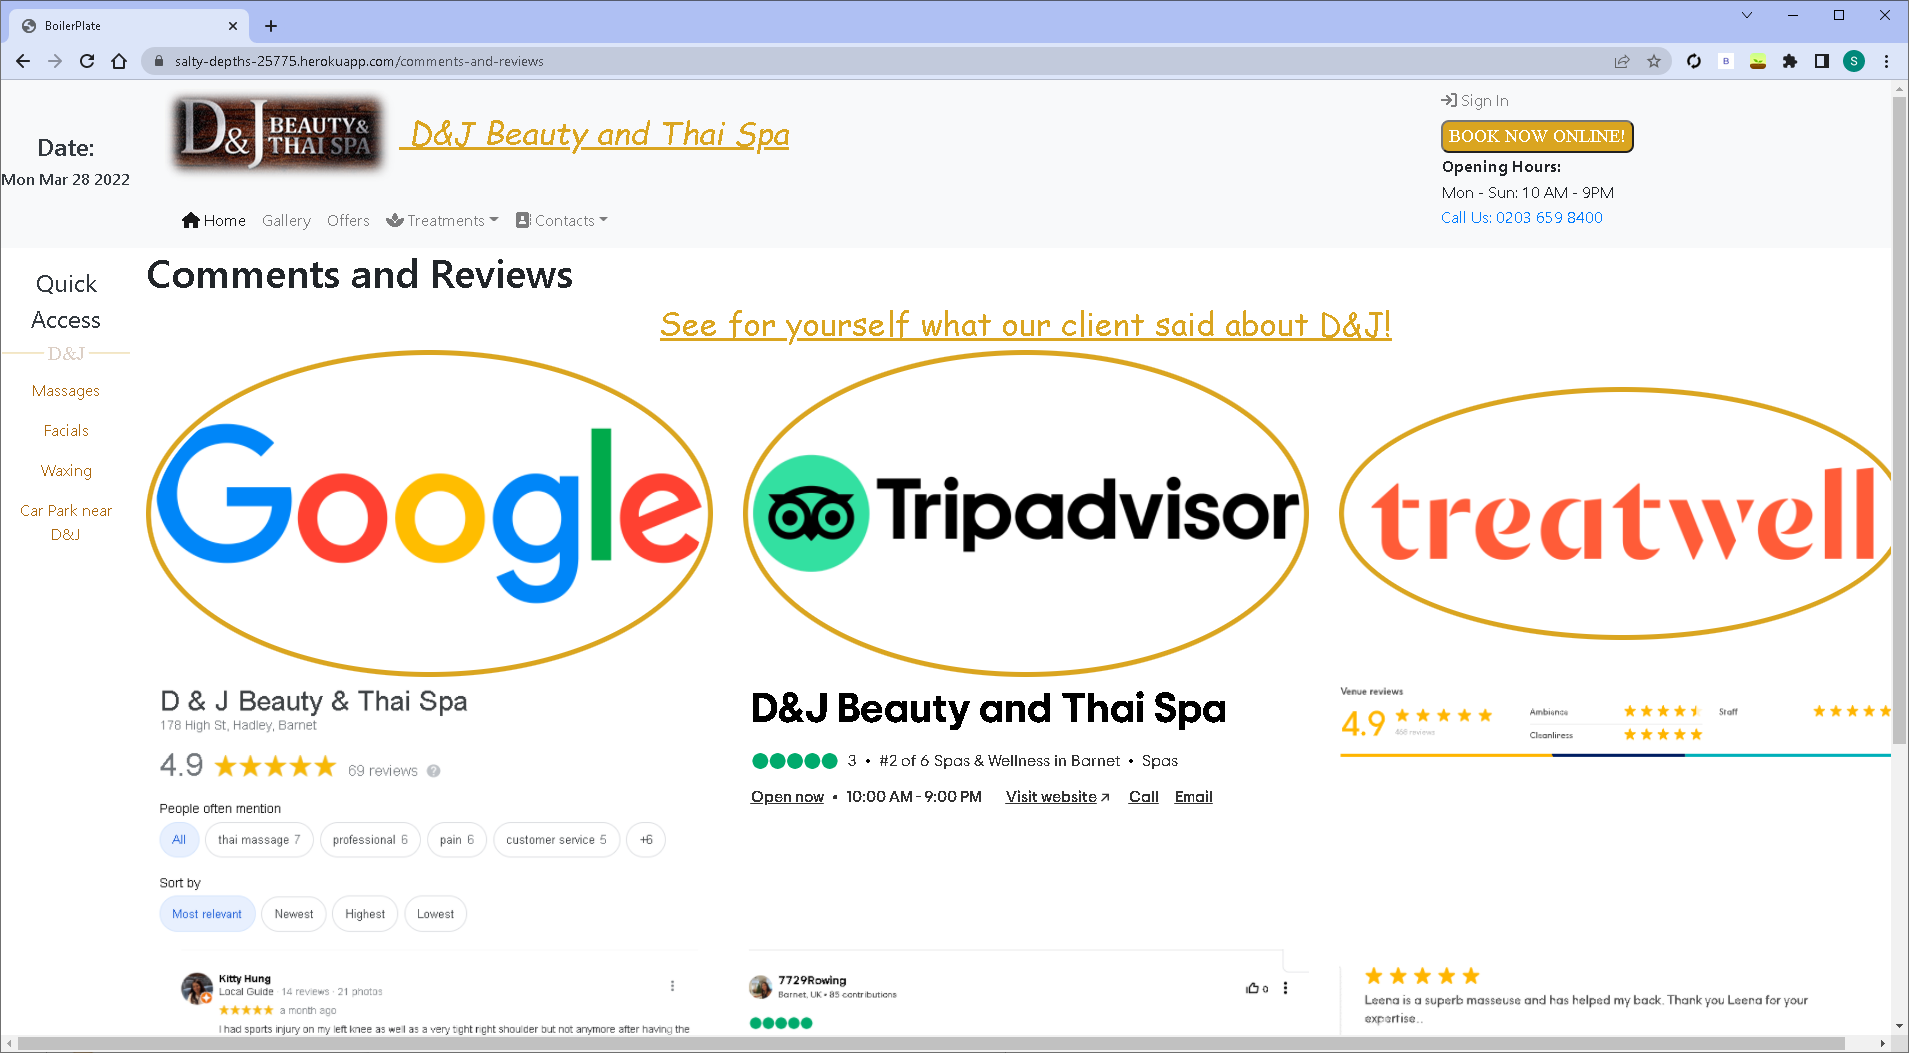 BoilerPlate
salty-depths-25775.herokuapp.com/comments-and-reviews
B
S
Date:
Mon Mar 28 2022
D&J BEAUTY & THAI SPA
D&J Beauty and Thai Spa
Sign In
BOOK NOW ONLINE!
Opening Hours:
Mon - Sun: 10 AM - 9PM
Call Us: 0203 659 8400
Home Gallery Offers Treatments Contacts
Quick
Access
D&J
Massages
Facials
Waxing
Car Park near
D&J
Comments and Reviews
See for yourself what our client said about D&J!
Google
Tripadvisor
treatwell
D & J Beauty & Thai Spa
178 High St, Hadley, Barnet
4.9 69 reviews ?
People often mention
All thai massage 7 professional 6 pain 6 customer service 5 +6
Sort by
Most relevant Newest Highest Lowest
Kitty Hung
Local Guide · 14 reviews · 21 photos
a month ago
I had sports injury on my left knee as well as a very tight right shoulder but not anymore after having the
D&J Beauty and Thai Spa
3 • #2 of 6 Spas & Wellness in Barnet • Spas
Open now • 10:00 AM - 9:00 PM Visit website Call Email
7729Rowing
Barnet, UK • 85 contributions
0
Venue reviews
4.9
468 reviews
Ambience
Cleanliness
Staff
Leena is a superb masseuse and has helped my back. Thank you Leena for your
expertise..